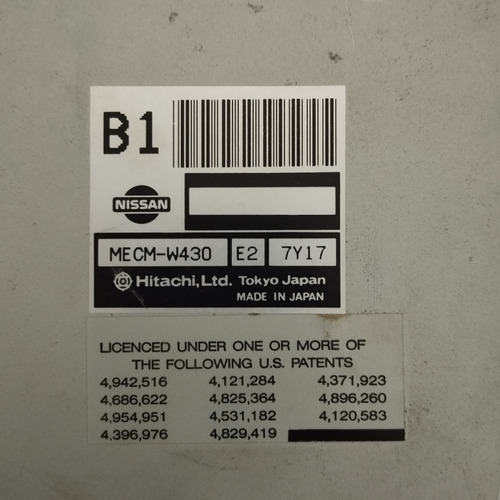 B1
NISSAN
MECM-W430 E2 7Y17
Hitachi, Ltd. Tokyo Japan
MADE IN JAPAN
LICENCED UNDER ONE OR MORE OF
THE FOLLOWING U.S. PATENTS
4,942,516 4,121,284 4,371,923
4,686,622 4,825,364 4,896,260
4,954,951 4,531,182 4,120,583
4,396,976 4,829,419